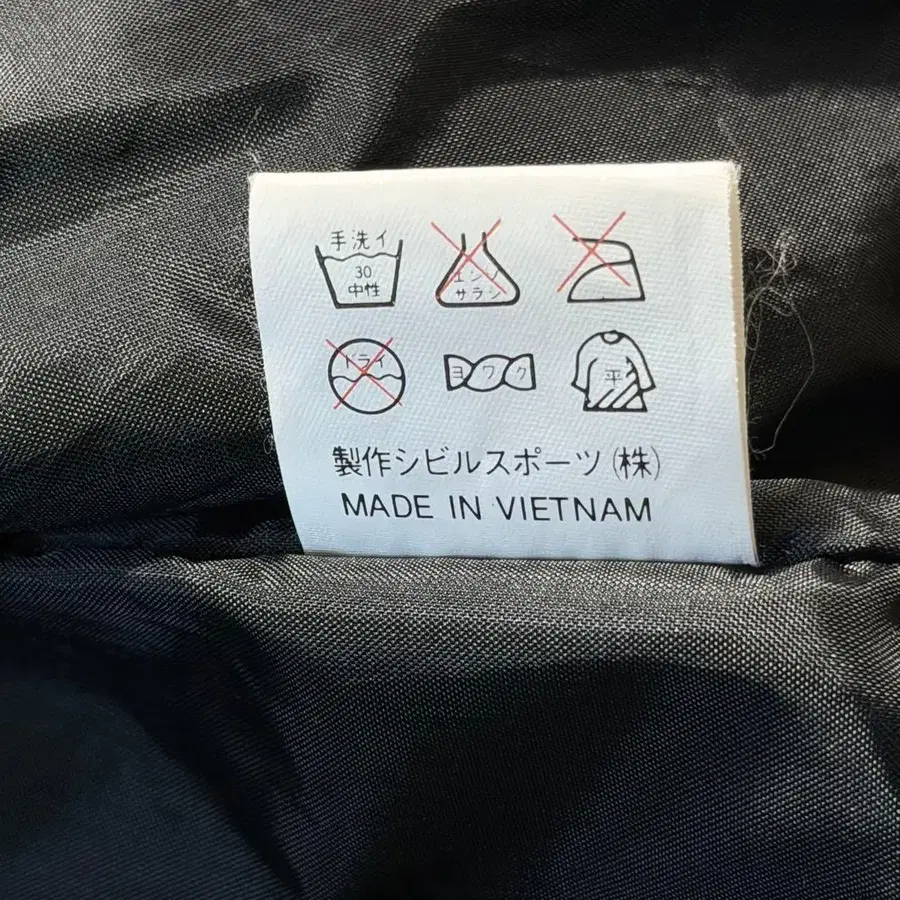 手洗イ
30
中性
エンソ
サラシ
ドライ
ヨワク
平
製作シビルスポーツ(株)
MADE IN VIETNAM